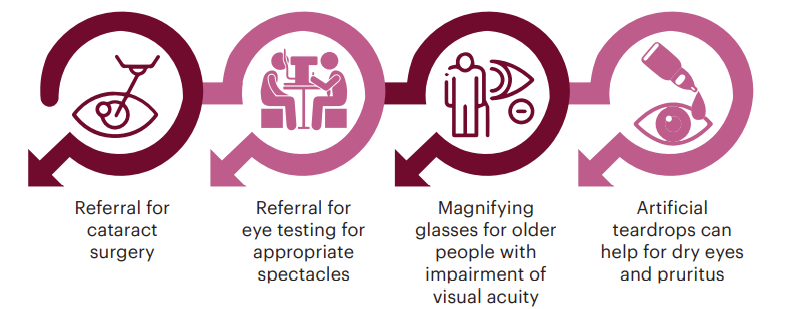 Referral for
cataract
surgery
Referral for
eye testing for
appropriate
spectacles
Magnifying
glasses for older
people with
impairment of
visual acuity
Artificial
teardrops can
help for dry eyes
and pruritus